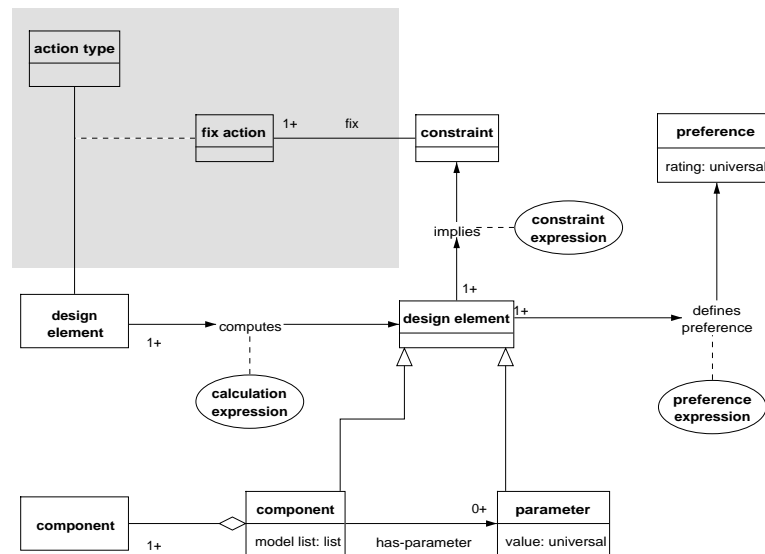 action type
fix action
1+
fix
constraint
preference
rating: universal
implies
constraint
expression
1+
design
element
1+
computes
design element
1+
defines
preference
calculation
expression
preference
expression
component
1+
component
model list: list
has-parameter
0+
parameter
value: universal